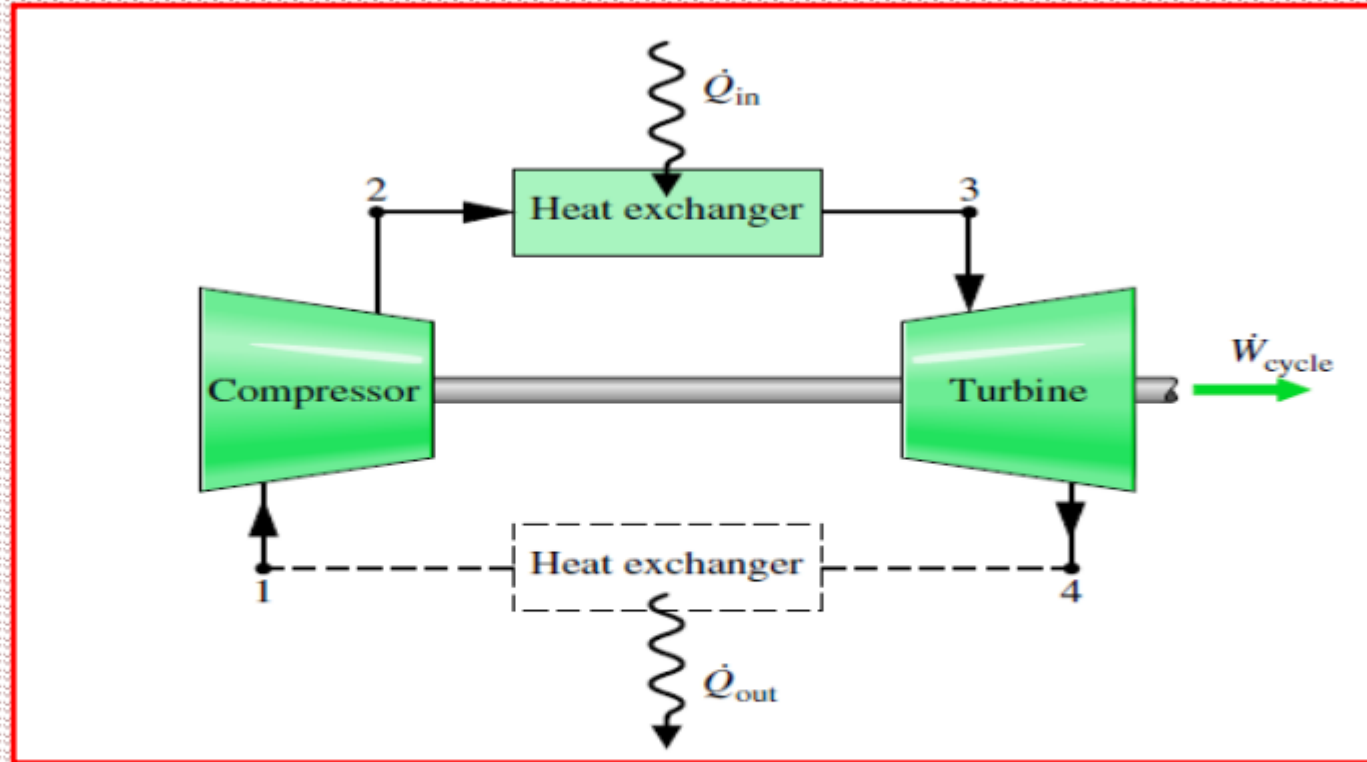 Q̇in
2
Heat exchanger
3
Compressor
Turbine
Ẇcycle
1
Heat exchanger
4
Q̇out